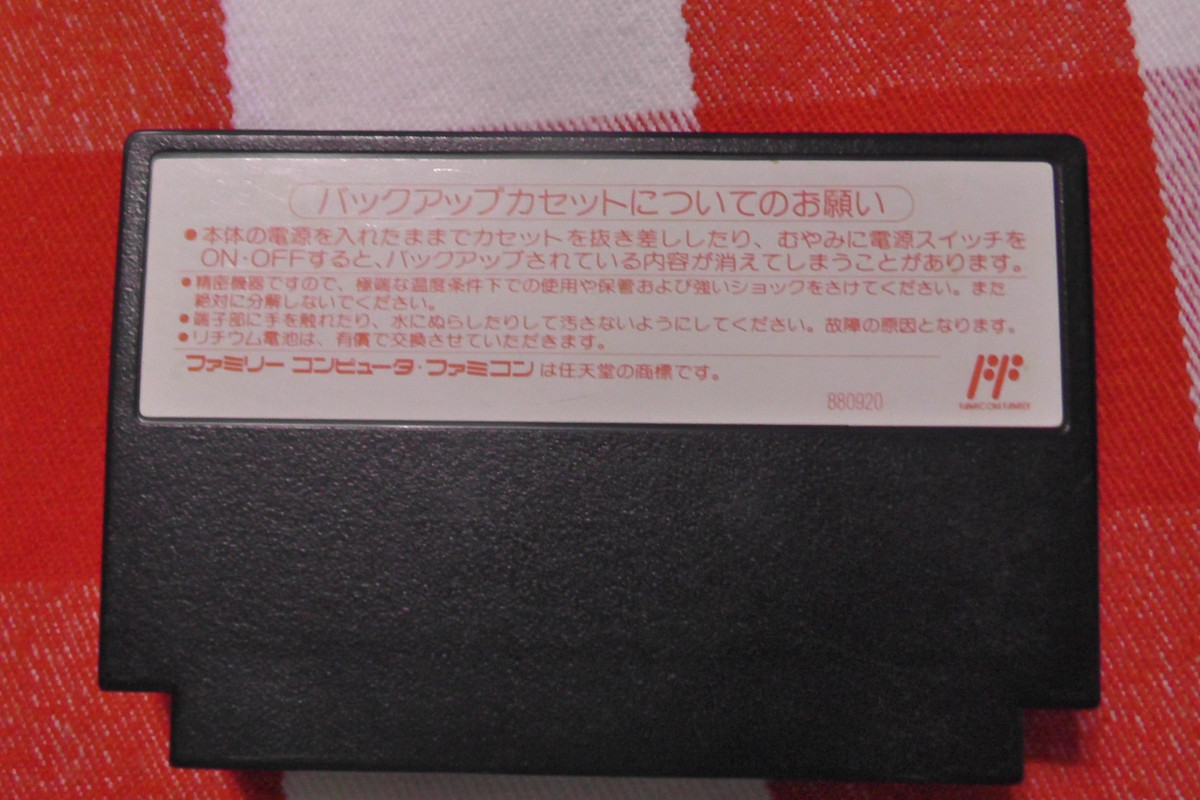 バックアップカセットについてのお願い
●本体の電源を入れたままでカセットを抜き差ししたり、むやみに電源スイッチを
ON・OFFすると、バックアップされている内容が消えてしまうことがあります。
●精密機器ですので、極端な温度条件下での使用や保管および強いショックをさけてください。また
絶対に分解しないでください。
●端子部に手を触れたり、水にぬらしたりして汚さないようにしてください。故障の原因となります。
●リチウム電池は、有償で交換させていただきます。
ファミリーコンピュータ・ファミコンは任天堂の商標です。
880920
FAMICOM FAMILY